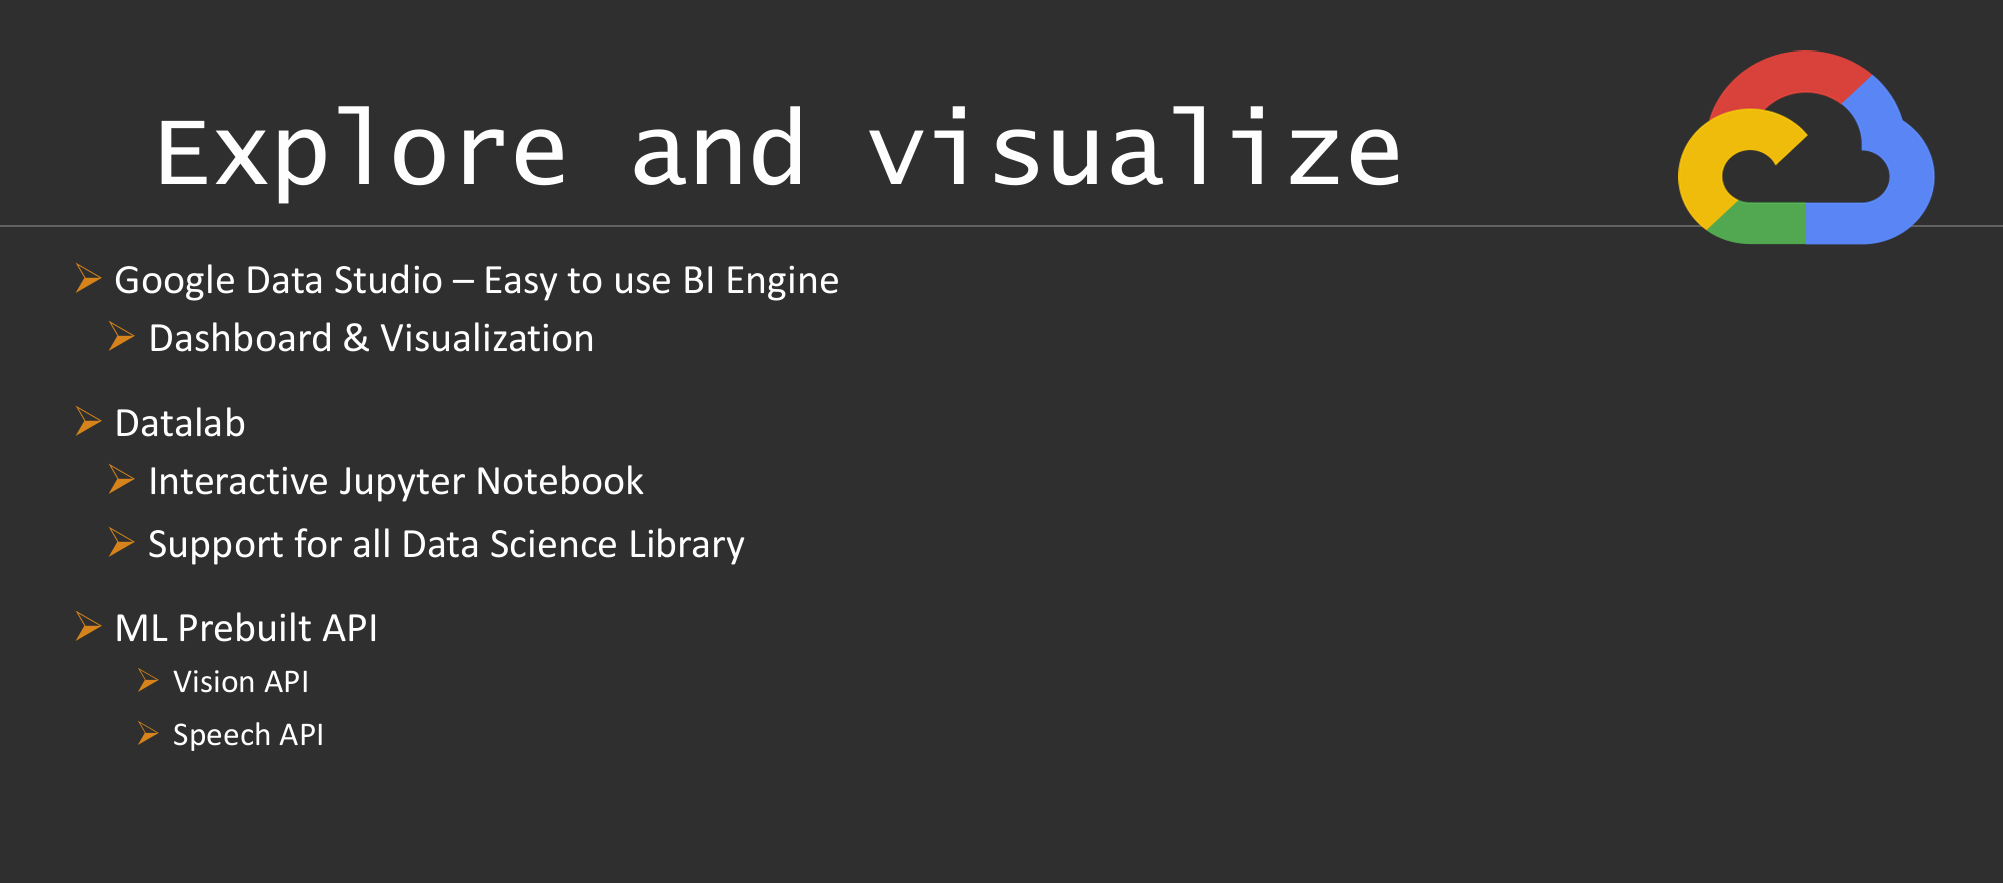 Explore and visualize
Google Data Studio – Easy to use BI Engine
Dashboard & Visualization
Datalab
Interactive Jupyter Notebook
Support for all Data Science Library
ML Prebuilt API
Vision API
Speech API